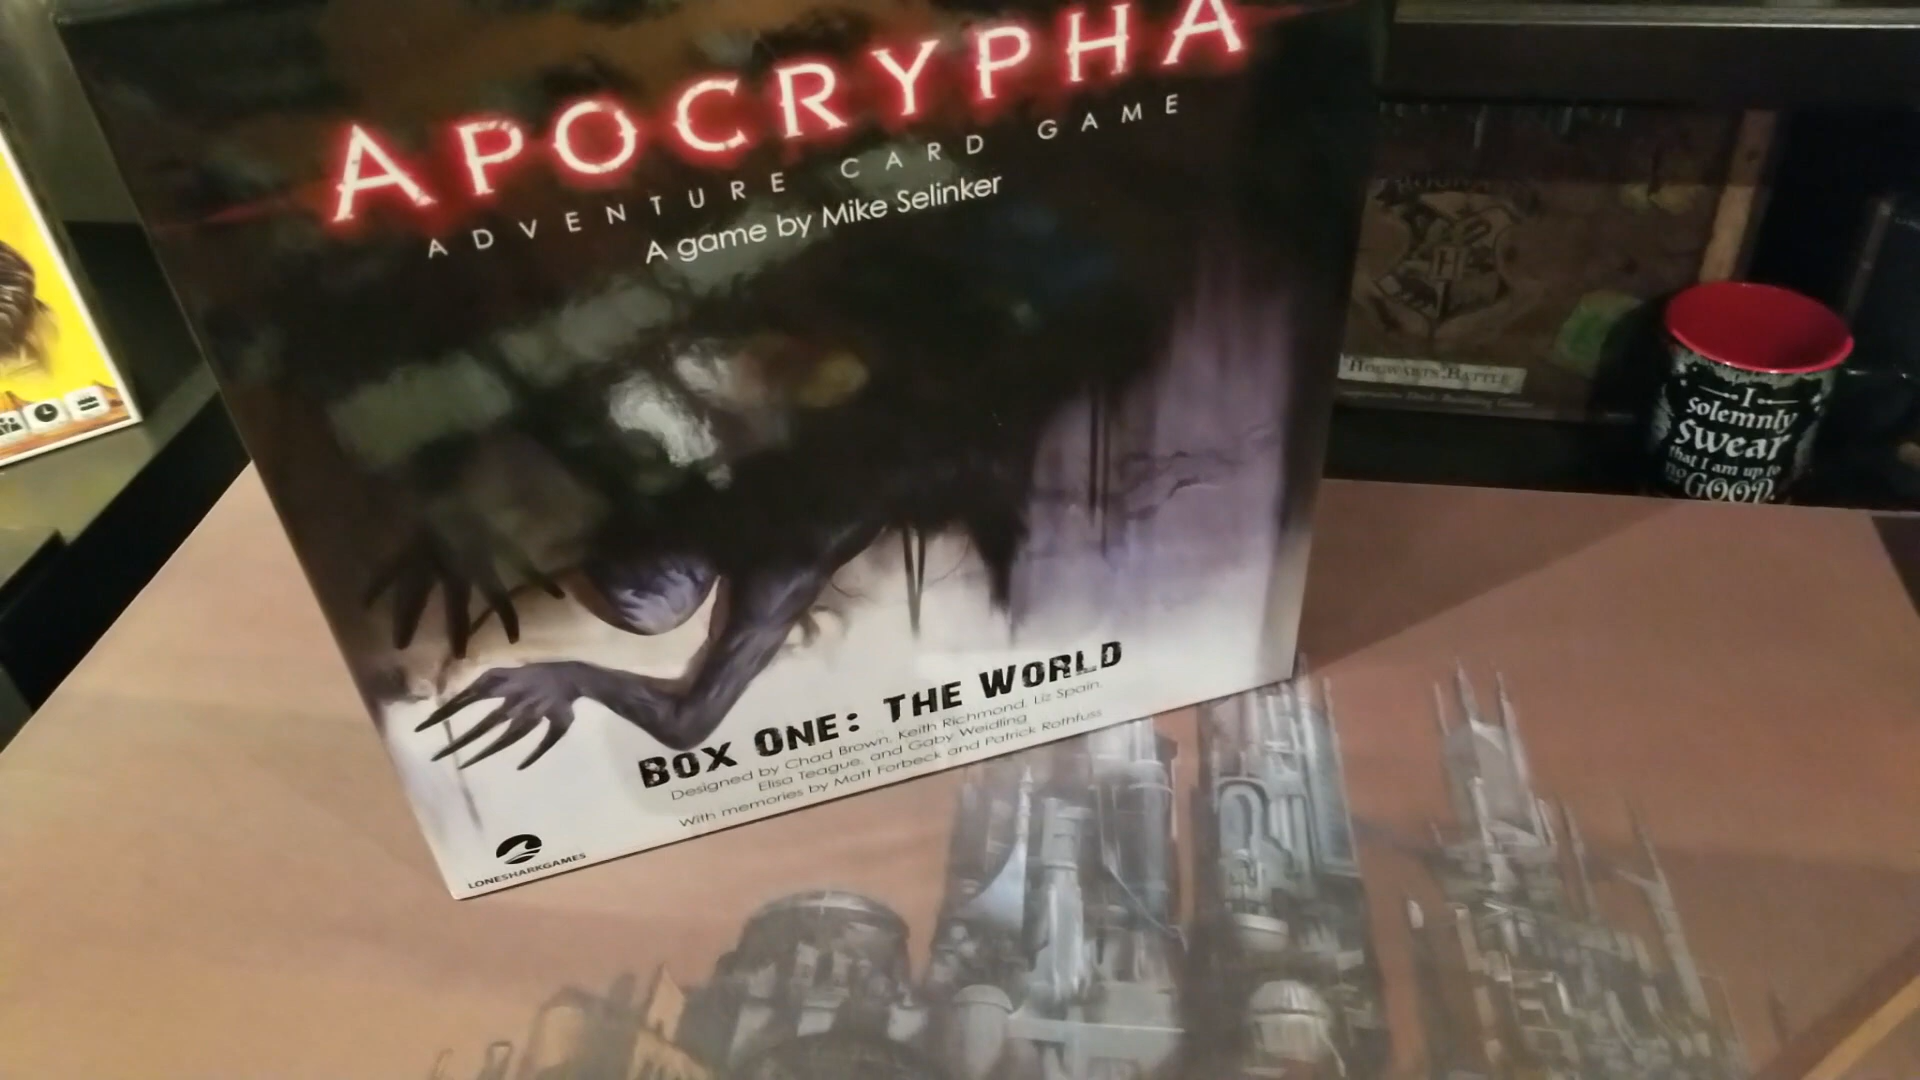 APOCRYPHA
ADVENTURE CARD GAME
A game by Mike Selinker
BOX ONE: THE WORLD
Designed by Chad Brown, Keith Richmond, Liz Spain,
Elisa Teague, and Gaby Weidling
With memories by Matt Forbeck and Patrick Rothfuss
LONESHARKGAMES
HOGWARTS BATTLE
I
solemnly
swear
that I am up to
no
GOOD.